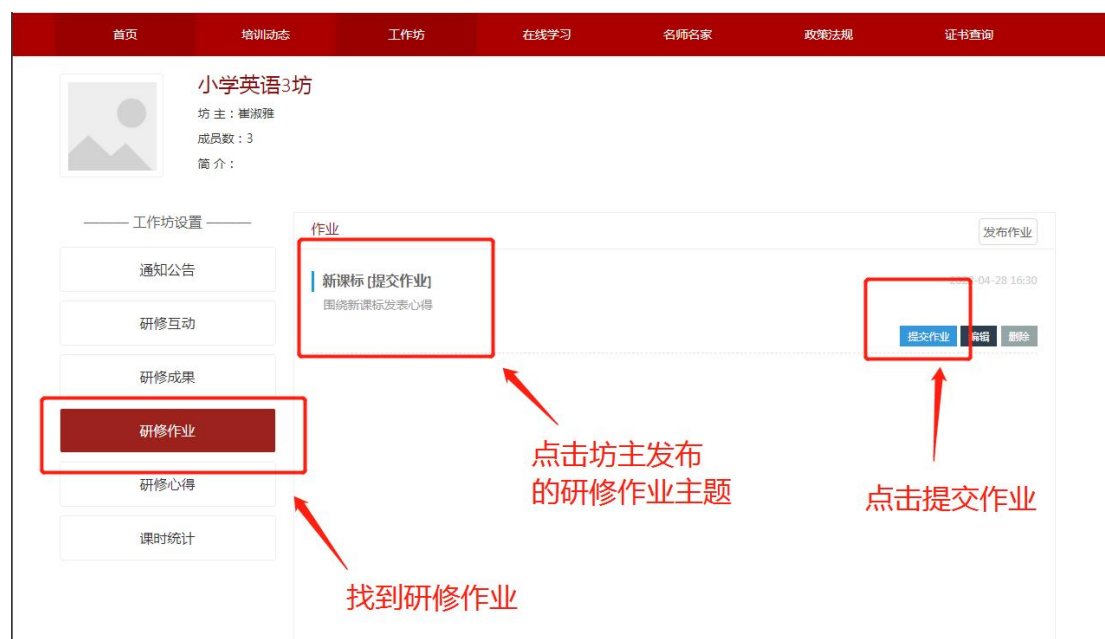 首页 培训动态 工作坊 在线学习 名师名家 政策法规 证书查询
小学英语3坊
坊 主：崔淑雅
成员数：3
简 介：
工作坊设置
通知公告
研修互动
研修成果
研修作业
研修心得
课时统计
作业
发布作业
新课标 [提交作业]
围绕新课标发表心得
04-28 16:30
提交作业 编辑 删除
点击坊主发布
的研修作业主题
点击提交作业
找到研修作业